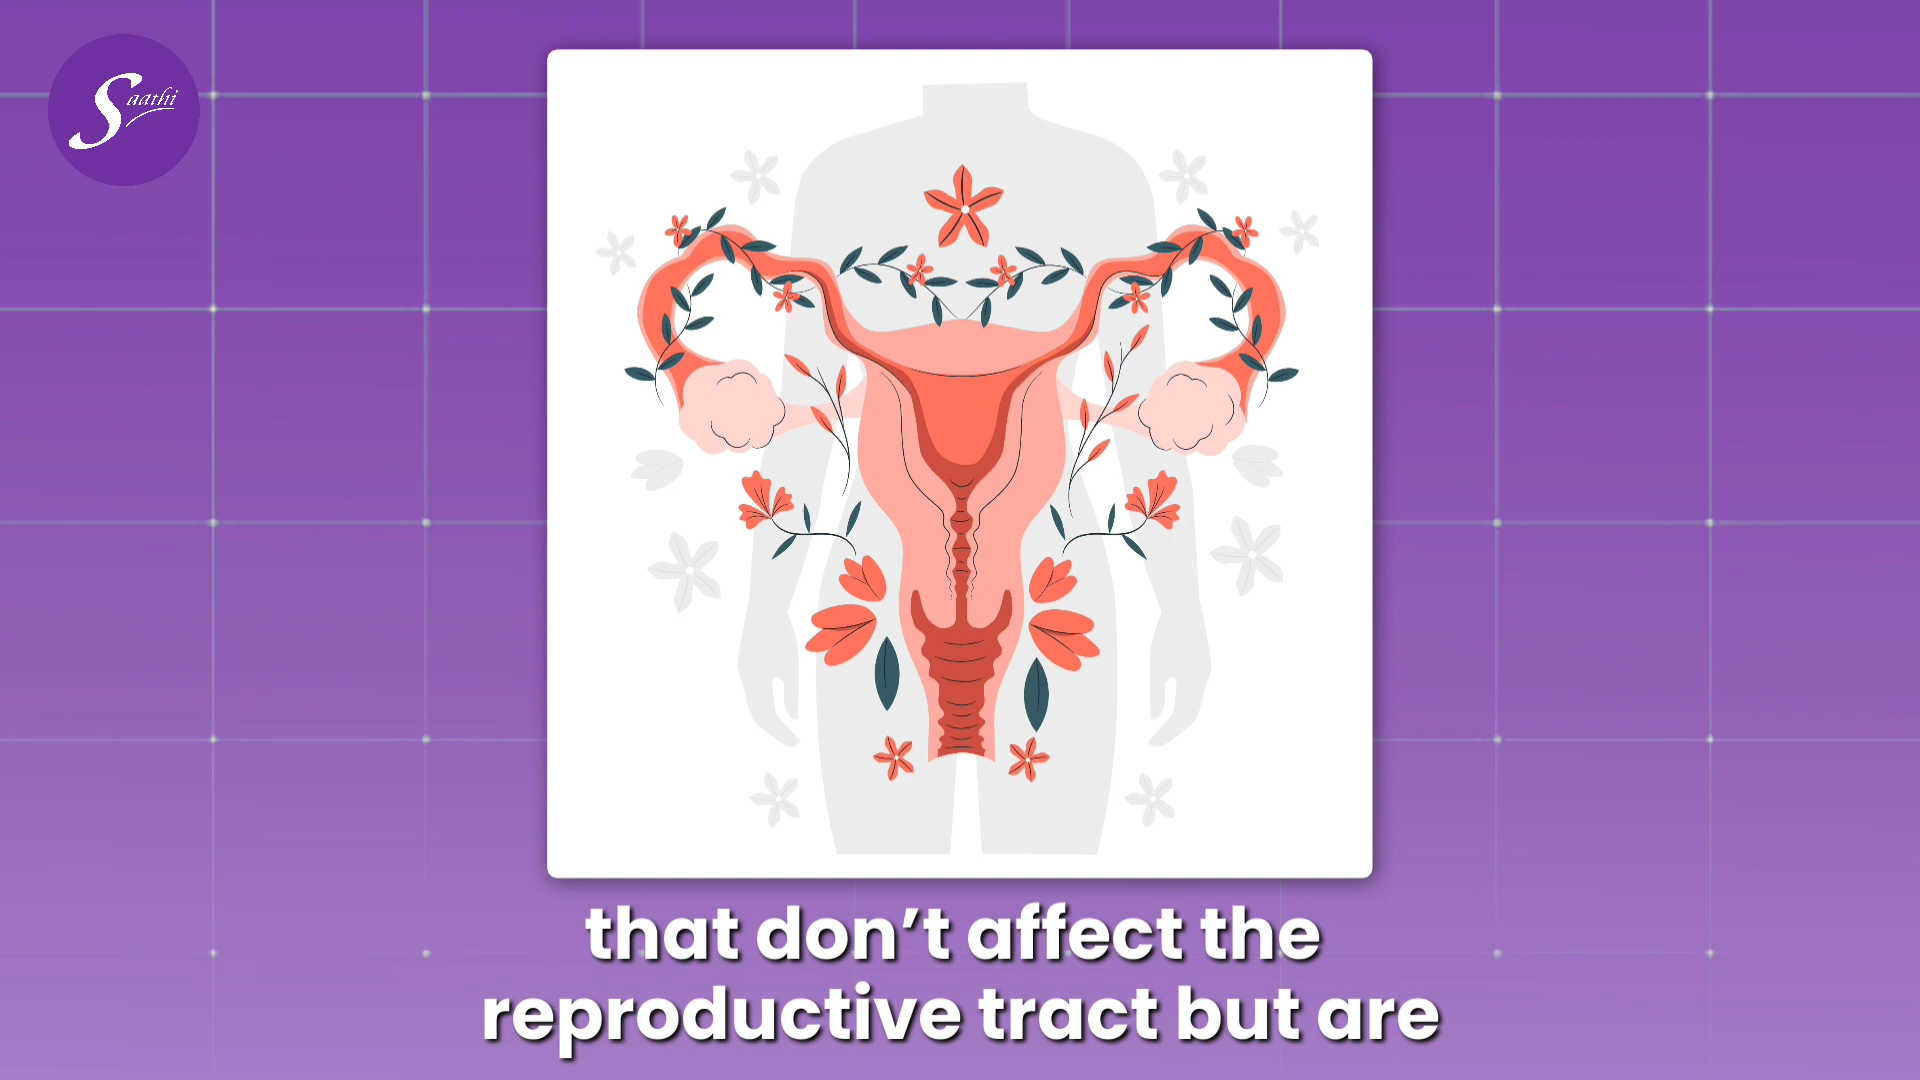 Saathi
that don’t affect the
reproductive tract but are